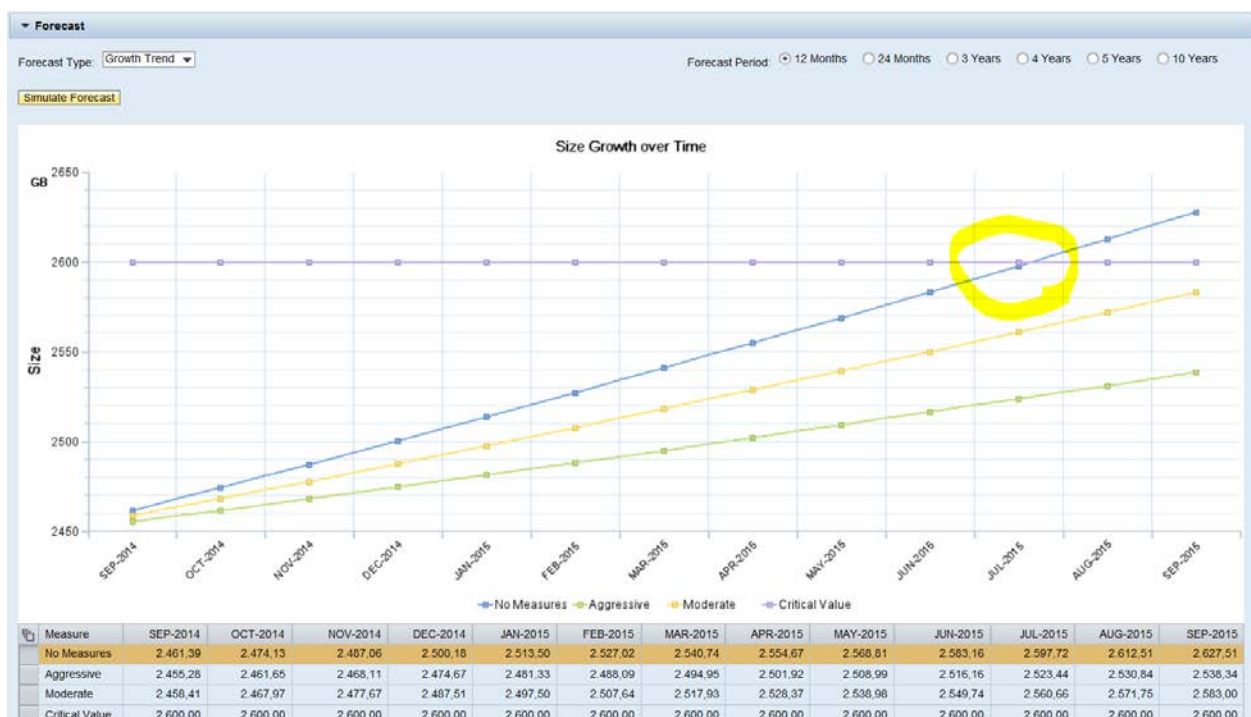 Forecast
Forecast Type: Growth Trend Forecast Period: 12 Months 24 Months 3 Years 4 Years 5 Years 10 Years
Simulate Forecast
Size Growth over Time
GB
2650
2600
2550
2500
2450
Size
SEP-2014 OCT-2014 NOV-2014 DEC-2014 JAN-2015 FEB-2015 MAR-2015 APR-2015 MAY-2015 JUN-2015 JUL-2015 AUG-2015 SEP-2015
No Measures Aggressive Moderate Critical Value
Measure SEP-2014 OCT-2014 NOV-2014 DEC-2014 JAN-2015 FEB-2015 MAR-2015 APR-2015 MAY-2015 JUN-2015 JUL-2015 AUG-2015 SEP-2015
No Measures 2.461,39 2.474,13 2.487,06 2.500,18 2.513,50 2.527,02 2.540,74 2.554,67 2.568,81 2.583,16 2.597,72 2.612,51 2.627,51
Aggressive 2.455,28 2.461,65 2.468,11 2.474,67 2.481,33 2.488,09 2.494,95 2.501,92 2.508,99 2.516,16 2.523,44 2.530,84 2.538,34
Moderate 2.458,41 2.467,97 2.477,67 2.487,51 2.497,50 2.507,64 2.517,93 2.528,37 2.538,98 2.549,74 2.560,66 2.571,75 2.583,00
Critical Value 2.600,00 2.600,00 2.600,00 2.600,00 2.600,00 2.600,00 2.600,00 2.600,00 2.600,00 2.600,00 2.600,00 2.600,00 2.600,00